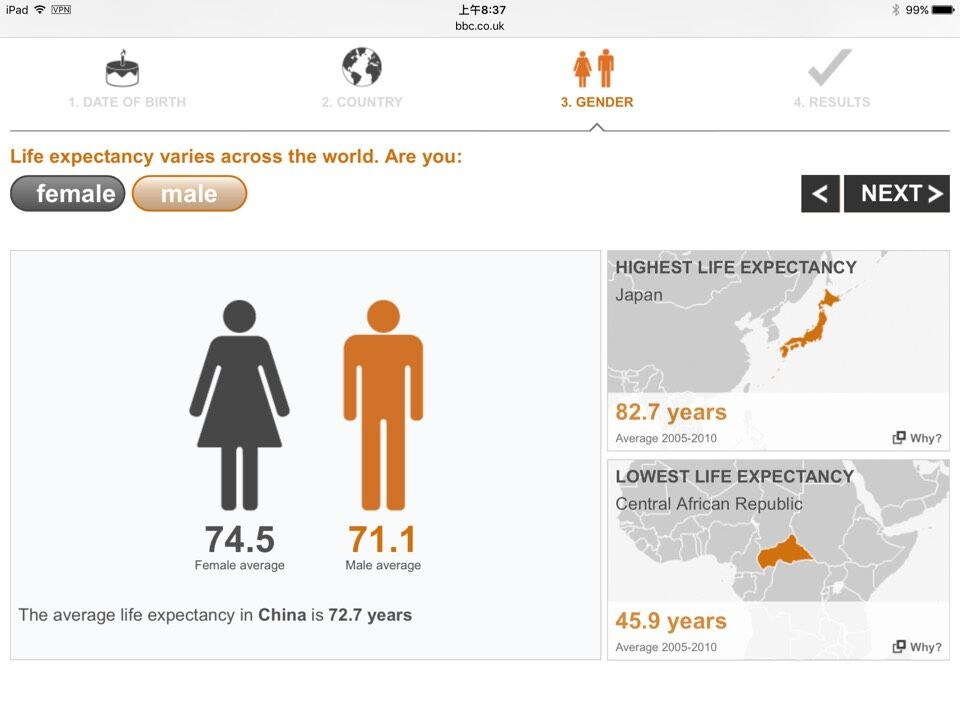 iPad VPN 上午8:37 99%
bbc.co.uk
1. DATE OF BIRTH 2. COUNTRY 3. GENDER 4. RESULTS
Life expectancy varies across the world. Are you:
female male < NEXT >
HIGHEST LIFE EXPECTANCY
Japan
82.7 years
Average 2005-2010 Why?
LOWEST LIFE EXPECTANCY
Central African Republic
45.9 years
Average 2005-2010 Why?
74.5 71.1
Female average Male average
The average life expectancy in China is 72.7 years